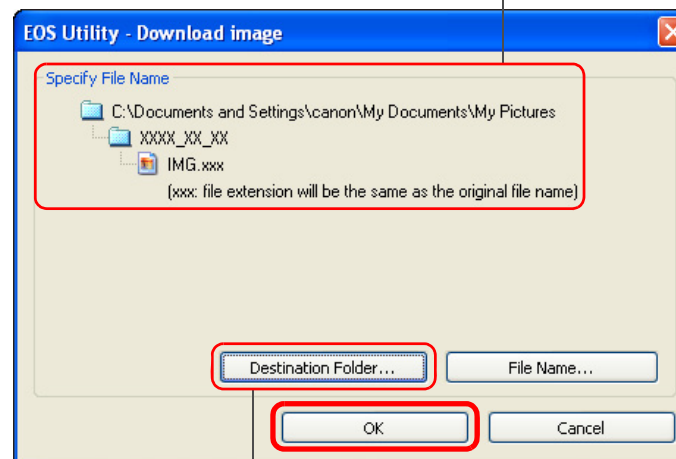 EOS Utility - Download image
Specify File Name
C:\Documents and Settings\canon\My Documents\My Pictures
XXXX_XX_XX
IMG.xxx
(xxx: file extension will be the same as the original file name)
Destination Folder... File Name...
OK Cancel